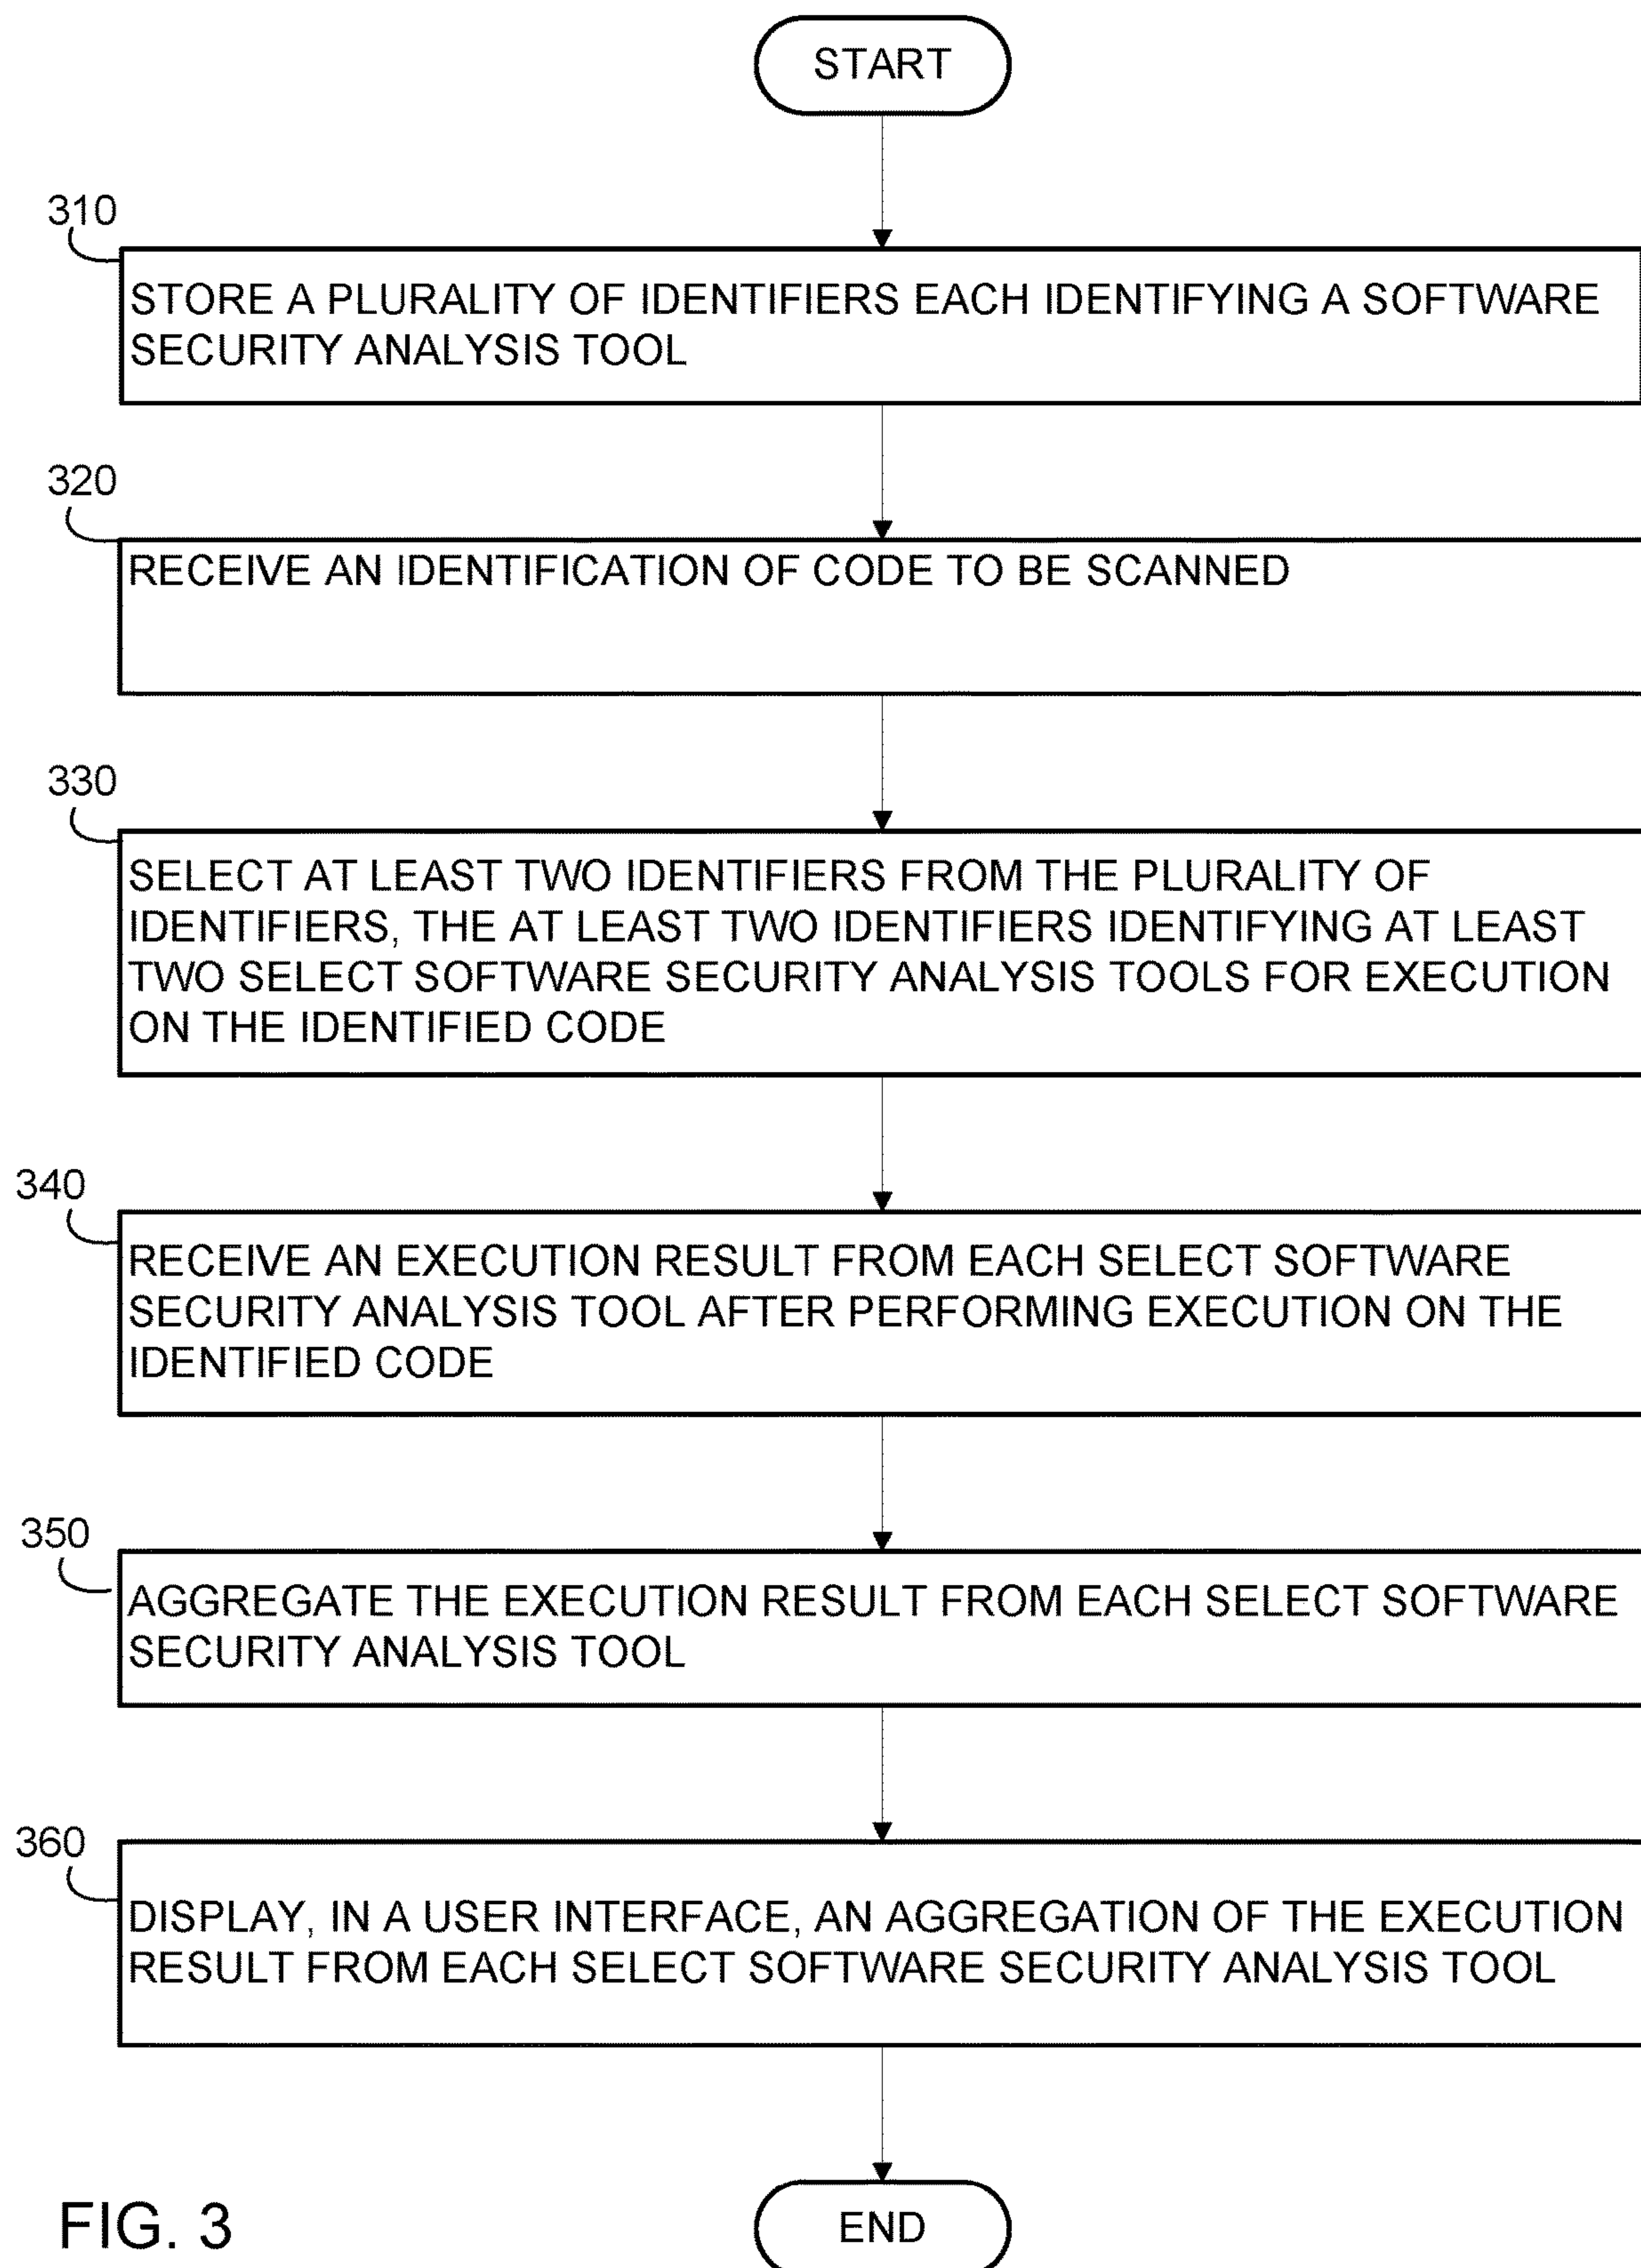 START
310
STORE A PLURALITY OF IDENTIFIERS EACH IDENTIFYING A SOFTWARE
SECURITY ANALYSIS TOOL
320
RECEIVE AN IDENTIFICATION OF CODE TO BE SCANNED
330
SELECT AT LEAST TWO IDENTIFIERS FROM THE PLURALITY OF
IDENTIFIERS, THE AT LEAST TWO IDENTIFIERS IDENTIFYING AT LEAST
TWO SELECT SOFTWARE SECURITY ANALYSIS TOOLS FOR EXECUTION
ON THE IDENTIFIED CODE
340
RECEIVE AN EXECUTION RESULT FROM EACH SELECT SOFTWARE
SECURITY ANALYSIS TOOL AFTER PERFORMING EXECUTION ON THE
IDENTIFIED CODE
350
AGGREGATE THE EXECUTION RESULT FROM EACH SELECT SOFTWARE
SECURITY ANALYSIS TOOL
360
DISPLAY, IN A USER INTERFACE, AN AGGREGATION OF THE EXECUTION
RESULT FROM EACH SELECT SOFTWARE SECURITY ANALYSIS TOOL
END
FIG. 3